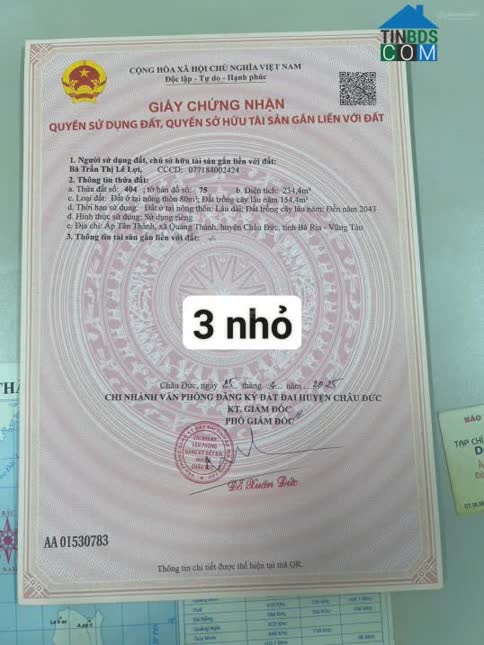 TINBDS
COM
CỘNG HÒA XÃ HỘI CHỦ NGHĨA VIỆT NAM
Độc lập - Tự do - Hạnh phúc
GIẤY CHỨNG NHẬN
QUYỀN SỬ DỤNG ĐẤT, QUYỀN SỞ HỮU TÀI SẢN GẮN LIỀN VỚI ĐẤT
1. Người sử dụng đất, chủ sở hữu tài sản gắn liền với đất:
Bà Trần Thị Lê Lợi, CCCD: 077184002424
2. Thông tin thửa đất:
a. Thửa đất số: 404 ; tờ bản đồ số: 75 b. Diện tích: 234,4m²
c. Loại đất: Đất ở tại nông thôn 80m²; Đất trồng cây lâu năm 154,4m²
d. Thời hạn sử dụng: Đất ở tại nông thôn: Lâu dài; Đất trồng cây lâu năm: Đến năm 2043
đ. Hình thức sử dụng: Sử dụng riêng
e. Địa chỉ: Ấp Tân Thành, xã Quảng Thành, huyện Châu Đức, tỉnh Bà Rịa - Vũng Tàu
3. Thông tin tài sản gắn liền với đất: -/-
3 nhỏ
Châu Đức, ngày 25 tháng 4 năm 2025
CHI NHÁNH VĂN PHÒNG ĐĂNG KÝ ĐẤT ĐAI HUYỆN CHÂU ĐỨC
KT. GIÁM ĐỐC
PHÓ GIÁM ĐỐC
Đỗ Xuân Đức
AA 01530783
Thông tin chi tiết được thể hiện tại mã QR.
BÁO
TẠP CHÍ